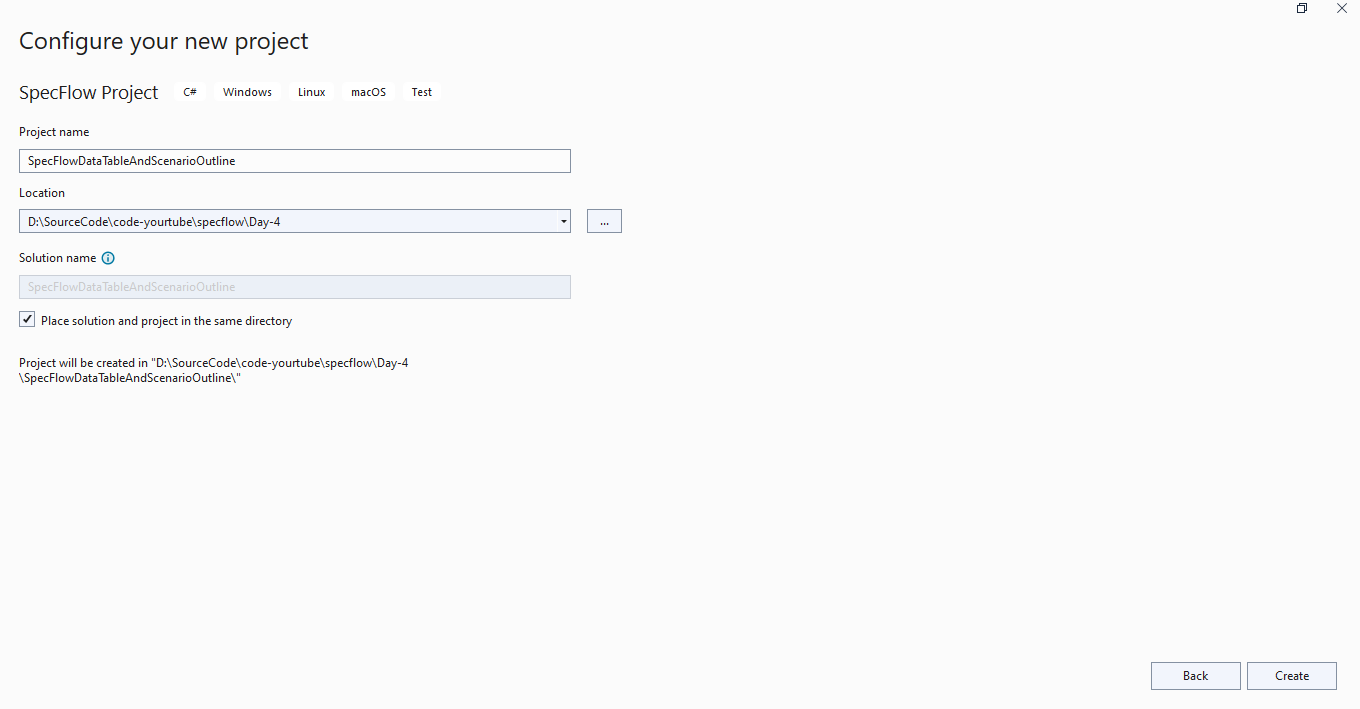 Configure your new project
SpecFlow Project C# Windows Linux macOS Test
Project name
SpecFlowDataTableAndScenarioOutline
Location
D:\SourceCode\code-yourtube\specflow\Day-4 ...
Solution name
SpecFlowDataTableAndScenarioOutline
Place solution and project in the same directory
Project will be created in "D:\SourceCode\code-yourtube\specflow\Day-4
\SpecFlowDataTableAndScenarioOutline\"
Back Create